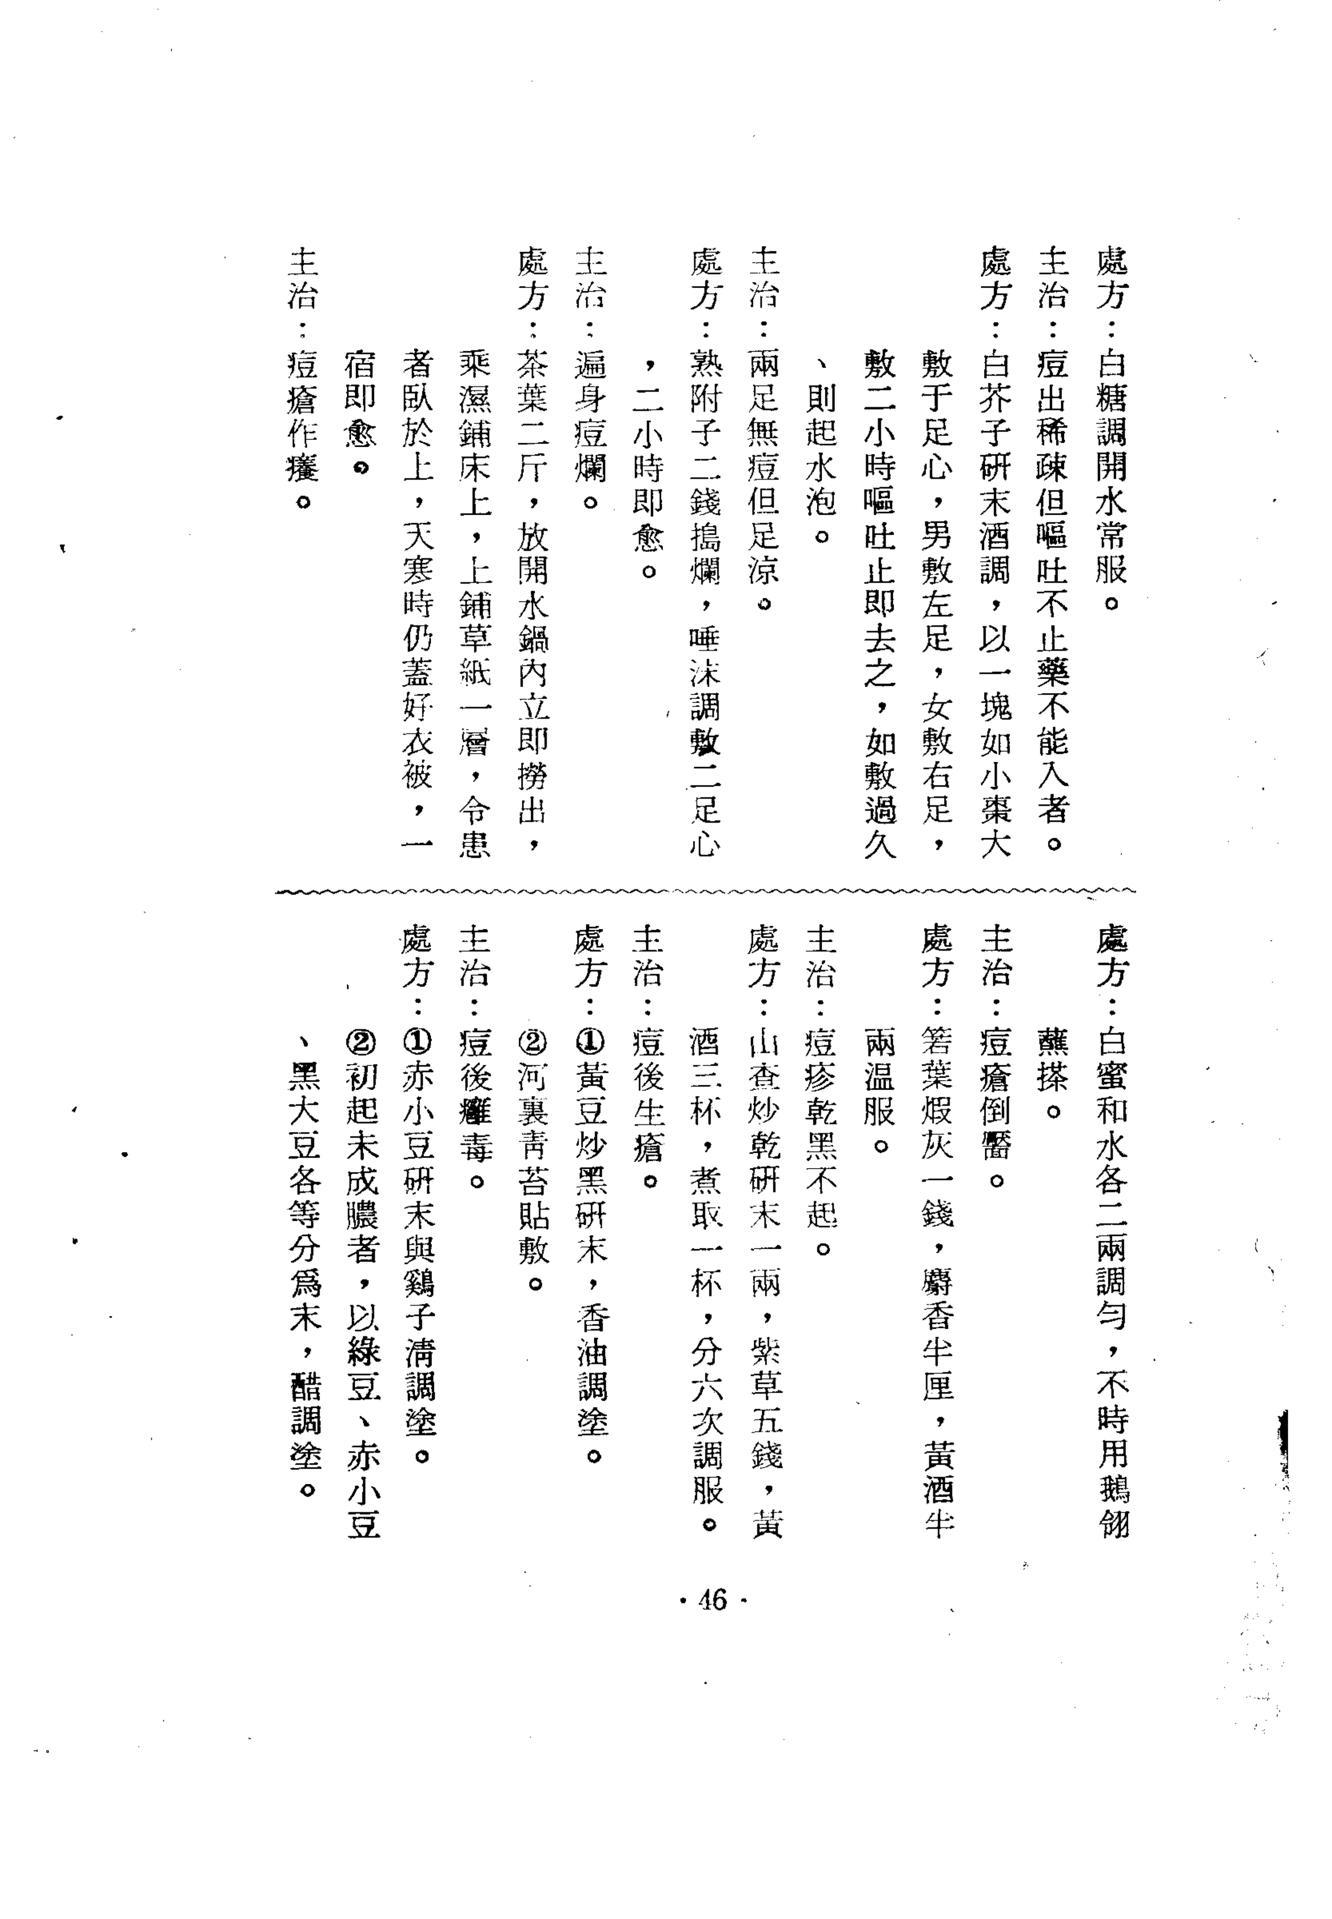 處方：白糖調開水常服。
主治：痘出稀疎但嘔吐不止藥不能入者。
處方：白芥子研末酒調，以一塊如小棗大
敷于足心，男敷左足，女敷右足，
敷二小時嘔吐止即去之，如敷過久
、則起水泡。
主治：兩足無痘但足涼。
處方：熟附子二錢搗爛，唾沫調敷二足心
，二小時即愈。
主治：遍身痘爛。
處方：茶葉二斤，放開水鍋內立即撈出，
乘濕鋪床上，上鋪草紙一層，令患
者臥於上，天寒時仍蓋好衣被，一
宿即愈。
主治：痘瘡作癢。
處方：白蜜和水各二兩調勻，不時用鵝翎
蘸搽。
主治：痘瘡倒黶。
處方：箬葉煅灰一錢，麝香半厘，黃酒半
兩温服。
主治：痘疹乾黑不起。
處方：山查炒乾研末一兩，紫草五錢，黃
酒三杯，煮取一杯，分六次調服。
主治：痘後生瘡。
處方：①黃豆炒黑研末，香油調塗。
②河裏靑苔貼敷。
主治：痘後癰毒。
處方：①赤小豆研末與鷄子淸調塗。
②初起未成膿者，以綠豆、赤小豆
、黑大豆各等分爲末，醋調塗。
·46·